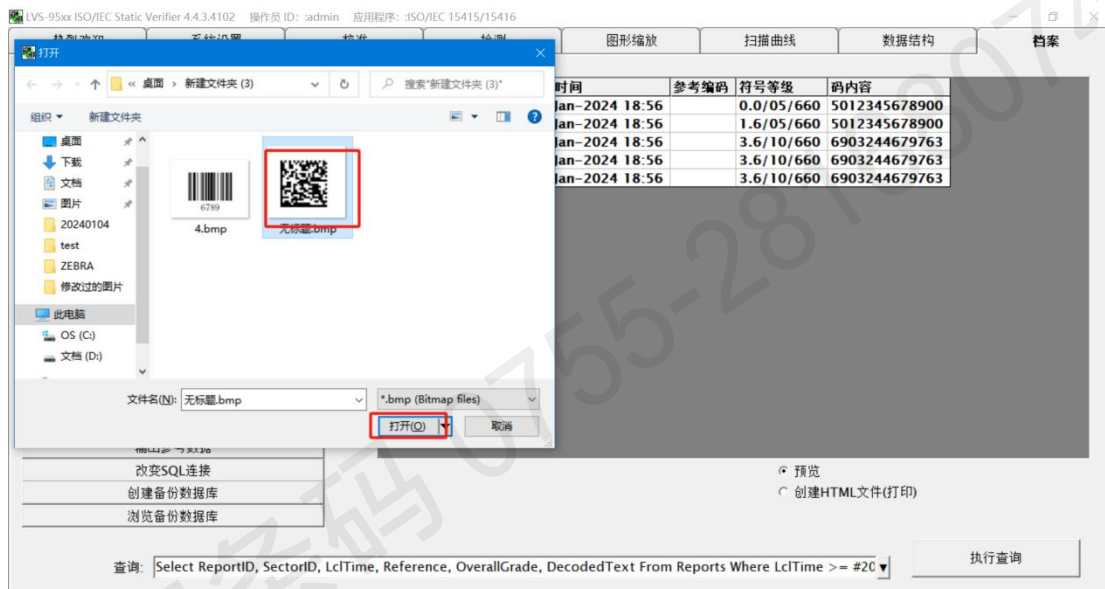 LVS-95xx ISO/IEC Static Verifier 4.4.3.4102 操作员 ID: :admin 应用程序: :ISO/IEC 15415/15416
图形缩放 扫描曲线 数据结构 档案
打开
« 桌面 › 新建文件夹 (3)
搜索"新建文件夹 (3)"
组织 新建文件夹
桌面
下载
文档
图片
20240104
test
ZEBRA
修改过的图片
此电脑
OS (C:)
文档 (D:)
6789
4.bmp
无标题.bmp
文件名(N): 无标题.bmp
*.bmp (Bitmap files)
打开(O) 取消
时间 参考编码 符号等级 码内容
Jan-2024 18:56 0.0/05/660 5012345678900
Jan-2024 18:56 1.6/05/660 5012345678900
Jan-2024 18:56 3.6/10/660 6903244679763
Jan-2024 18:56 3.6/10/660 6903244679763
Jan-2024 18:56 3.6/10/660 6903244679763
输出参考数据
改变SQL连接
创建备份数据库
浏览备份数据库
预览
创建HTML文件(打印)
查询: Select ReportID, SectorID, LclTime, Reference, OverallGrade, DecodedText From Reports Where LclTime >= #20
执行查询
条码 0755-2816807